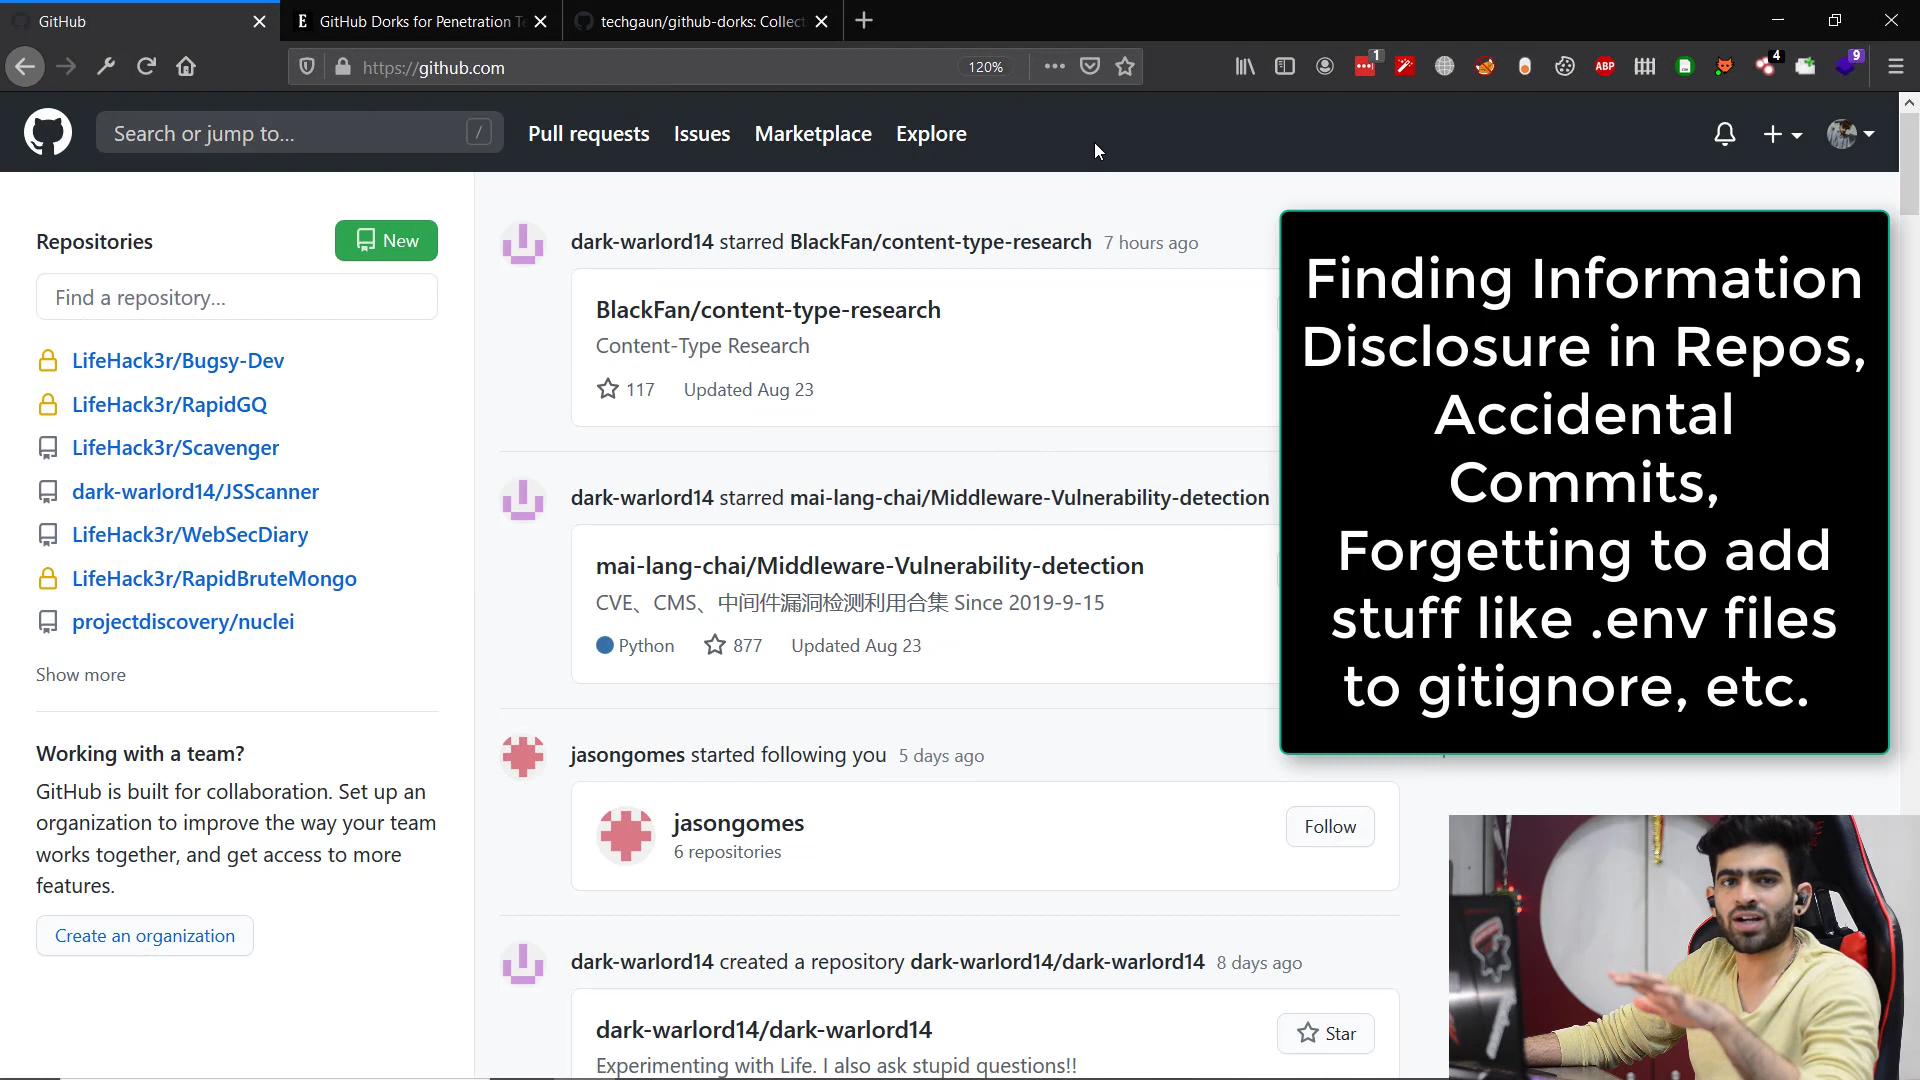 GitHub
GitHub Dorks for Penetration Te
techgaun/github-dorks: Collect
https://github.com
120%
1
ABP
4
9
Search or jump to...
/
Pull requests
Issues
Marketplace
Explore
Repositories
New
Find a repository...
LifeHack3r/Bugsy-Dev
LifeHack3r/RapidGQ
LifeHack3r/Scavenger
dark-warlord14/JSScanner
LifeHack3r/WebSecDiary
LifeHack3r/RapidBruteMongo
projectdiscovery/nuclei
Show more
Working with a team?
GitHub is built for collaboration. Set up an
organization to improve the way your team
works together, and get access to more
features.
Create an organization
dark-warlord14 starred BlackFan/content-type-research 7 hours ago
BlackFan/content-type-research
Content-Type Research
117 Updated Aug 23
dark-warlord14 starred mai-lang-chai/Middleware-Vulnerability-detection
mai-lang-chai/Middleware-Vulnerability-detection
CVE、CMS、中间件漏洞检测利用合集 Since 2019-9-15
Python 877 Updated Aug 23
jasongomes started following you 5 days ago
jasongomes
6 repositories
Follow
dark-warlord14 created a repository dark-warlord14/dark-warlord14 8 days ago
dark-warlord14/dark-warlord14
Star
Experimenting with Life. I also ask stupid questions!!
Finding Information
Disclosure in Repos,
Accidental
Commits,
Forgetting to add
stuff like .env files
to gitignore, etc.